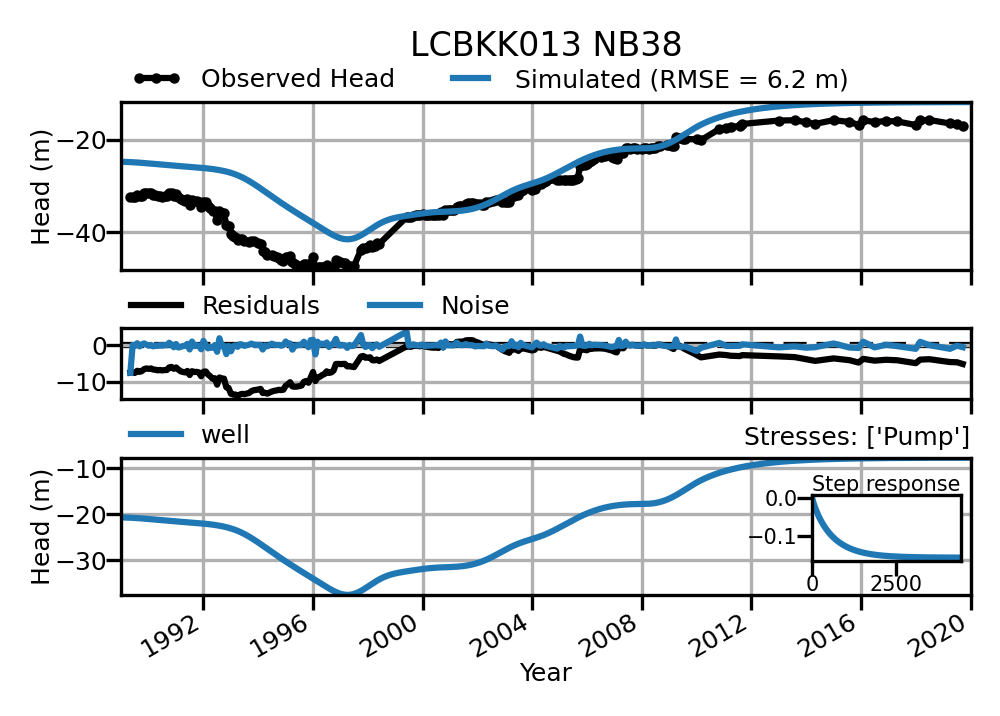 LCBKK013 NB38
Observed Head
Simulated (RMSE = 6.2 m)
Head (m)
−20
−40
Residuals
Noise
0
−10
well
Stresses: ['Pump']
Head (m)
−10
−20
−30
Step response
0.0
−0.1
0
2500
1992
1996
2000
2004
2008
2012
2016
2020
Year